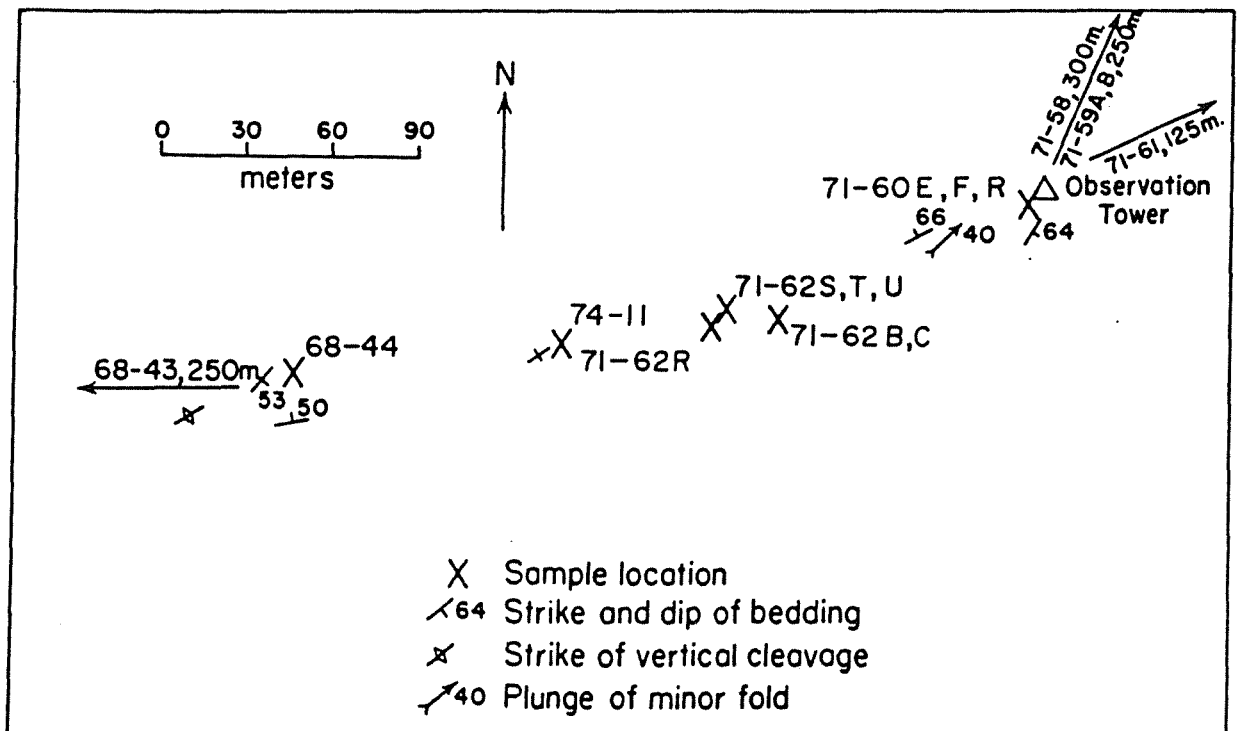 N
0 30 60 90
meters
71-58, 300m.
71-59A, B, 250m
71-61, 125m.
71-60 E, F, R
Observation
Tower
66
40
64
71-62S, T, U
74-11
71-62R
71-62 B, C
68-44
68-43, 250m
53
50
X Sample location
64 Strike and dip of bedding
Strike of vertical cleavage
40 Plunge of minor fold